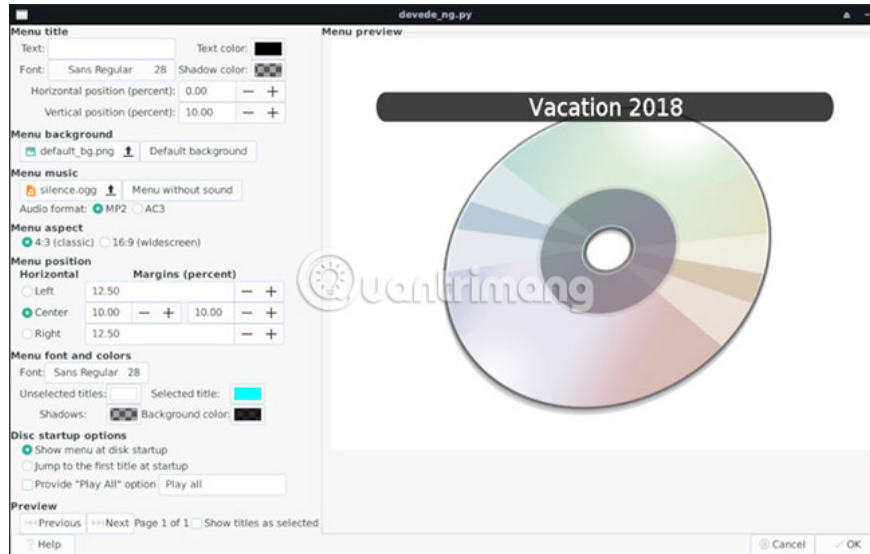 devede_ng.py
Menu title
Text: Text color:
Font: Sans Regular 28 Shadow color:
Horizontal position (percent): 0.00 − +
Vertical position (percent): 10.00 − +
Menu background
default_bg.png Default background
Menu music
silence.ogg Menu without sound
Audio format: MP2 AC3
Menu aspect
4:3 (classic) 16:9 (widescreen)
Menu position
Horizontal Margins (percent)
Left 12.50 − +
Center 10.00 − + 10.00 − +
Right 12.50 − +
Menu font and colors
Font: Sans Regular 28
Unselected titles: Selected title:
Shadows: Background color:
Disc startup options
Show menu at disk startup
Jump to the first title at startup
Provide "Play All" option Play all
Preview
Previous Next Page 1 of 1 Show titles as selected
Help
Menu preview
Vacation 2018
Quantrimang
Cancel OK